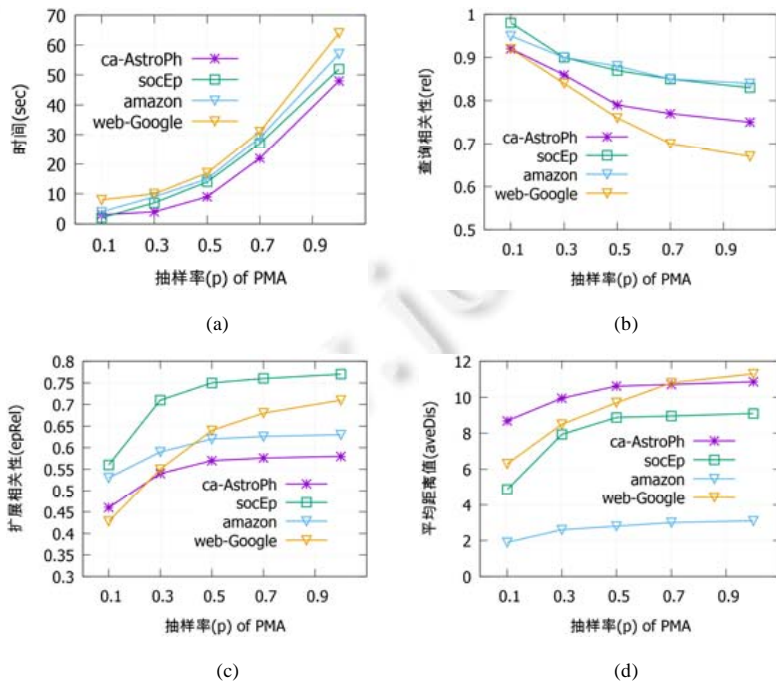 70
60
50
40
30
20
10
0
时间(sec)
ca-AstroPh
socEp
amazon
web-Google
0.1 0.3 0.5 0.7 0.9
抽样率(p) of PMA
(a)
1
0.9
0.8
0.7
0.6
0.5
查询相关性(rel)
ca-AstroPh
socEp
amazon
web-Google
0.1 0.3 0.5 0.7 0.9
抽样率(p) of PMA
(b)
0.8
0.75
0.7
0.65
0.6
0.55
0.5
0.45
0.4
0.35
0.3
扩展相关性(epRel)
ca-AstroPh
socEp
amazon
web-Google
0.1 0.3 0.5 0.7 0.9
抽样率(p) of PMA
(c)
12
10
8
6
4
2
0
平均距离值(aveDis)
ca-AstroPh
socEp
amazon
web-Google
0.1 0.3 0.5 0.7 0.9
抽样率(p) of PMA
(d)